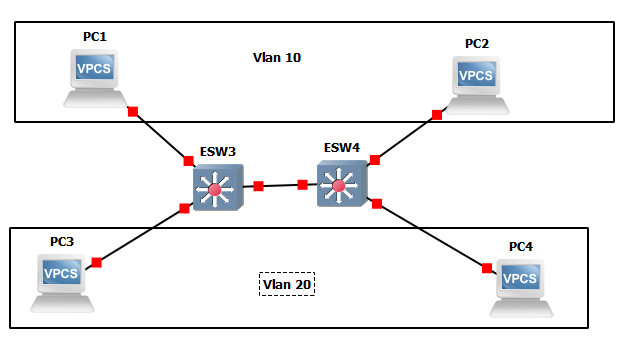 PC1
PC2
Vlan 10
VPCS
VPCS
ESW3
ESW4
PC3
PC4
VPCS
VPCS
Vlan 20